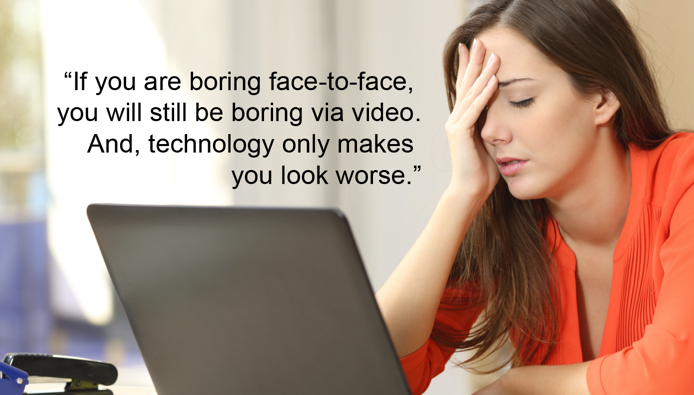 “If you are boring face-to-face,
you will still be boring via video.
And, technology only makes
you look worse.”